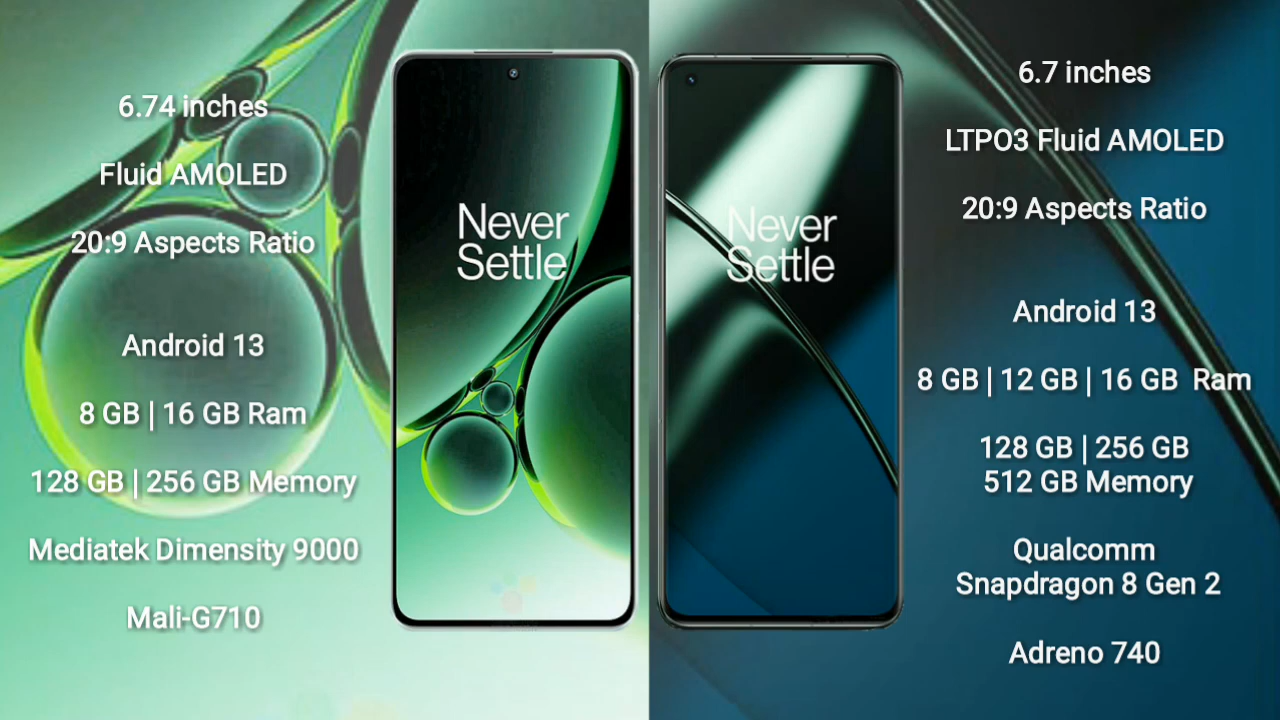 6.74 inches
Fluid AMOLED
20:9 Aspects Ratio
Android 13
8 GB | 16 GB Ram
128 GB | 256 GB Memory
Mediatek Dimensity 9000
Mali-G710
Never
Settle
Never
Settle
6.7 inches
LTPO3 Fluid AMOLED
20:9 Aspects Ratio
Android 13
8 GB | 12 GB | 16 GB Ram
128 GB | 256 GB
512 GB Memory
Qualcomm
Snapdragon 8 Gen 2
Adreno 740